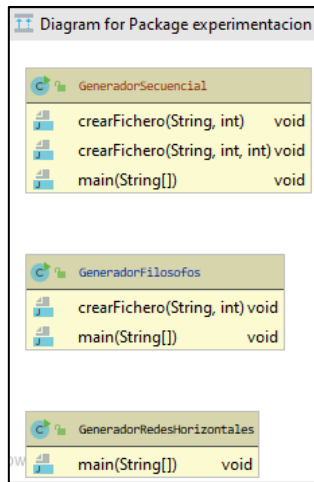 Diagram for Package experimentacion
GeneradorSecuencial
crearFichero(String, int) void
crearFichero(String, int, int) void
main(String[]) void
GeneradorFilosofos
crearFichero(String, int) void
main(String[]) void
GeneradorRedesHorizontales
main(String[]) void